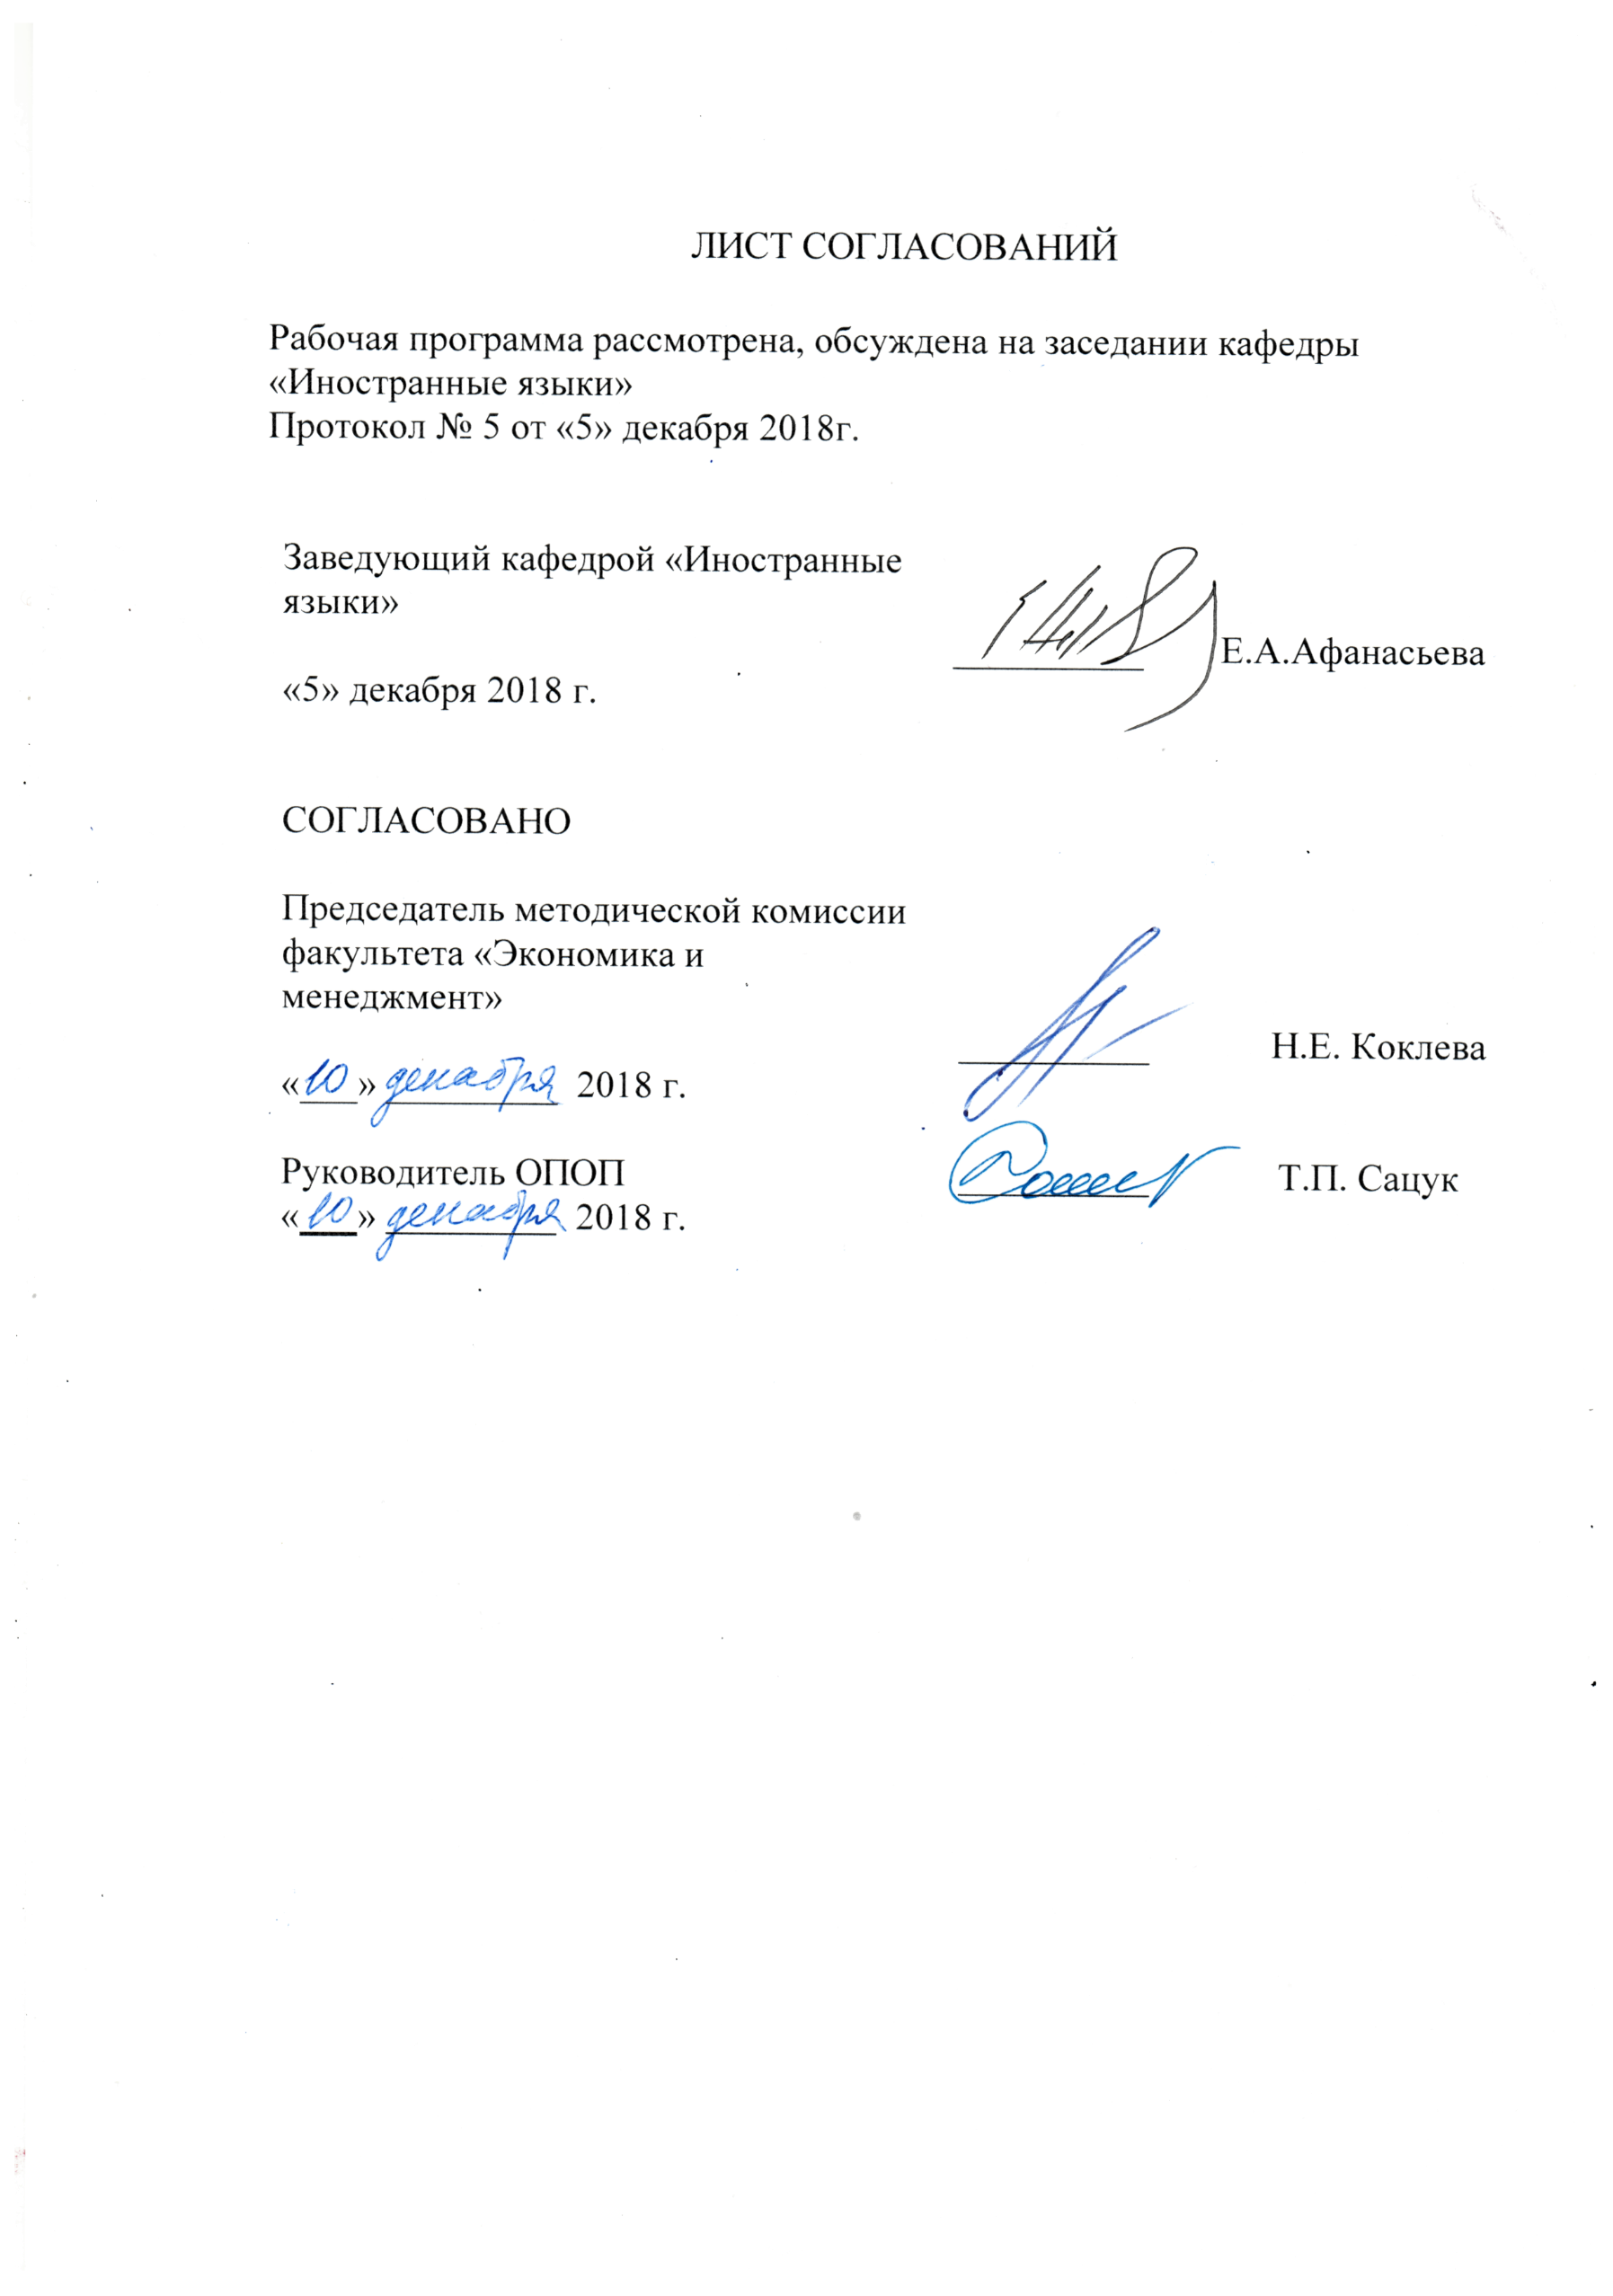 ЛИСТ СОГЛАСОВАНИЙ
Рабочая программа рассмотрена, обсуждена на заседании кафедры
«Иностранные языки»
Протокол № 5 от «5» декабря 2018г.
Заведующий кафедрой «Иностранные
языки»
Е.А.Афанасьева
«5» декабря 2018 г.
СОГЛАСОВАНО
Председатель методической комиссии
факультета «Экономика и
менеджмент»
Н.Е. Коклева
«10» декабря 2018 г.
Руководитель ОПОП
Т.П. Сацук
«10» декабря 2018 г.